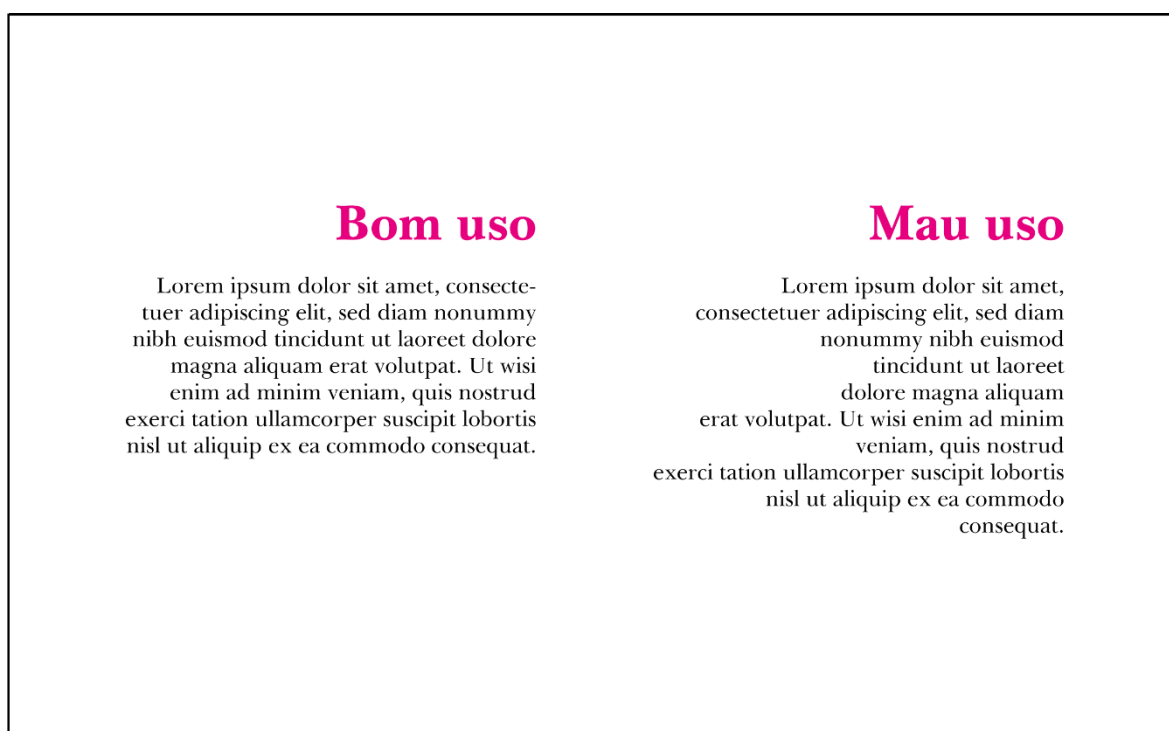 Bom uso
Lorem ipsum dolor sit amet, consecte-
tuer adipiscing elit, sed diam nonummy
nibh euismod tincidunt ut laoreet dolore
magna aliquam erat volutpat. Ut wisi
enim ad minim veniam, quis nostrud
exerci tation ullamcorper suscipit lobortis
nisl ut aliquip ex ea commodo consequat.
Mau uso
Lorem ipsum dolor sit amet,
consectetuer adipiscing elit, sed diam
nonummy nibh euismod
tincidunt ut laoreet
dolore magna aliquam
erat volutpat. Ut wisi enim ad minim
veniam, quis nostrud
exerci tation ullamcorper suscipit lobortis
nisl ut aliquip ex ea commodo
consequat.